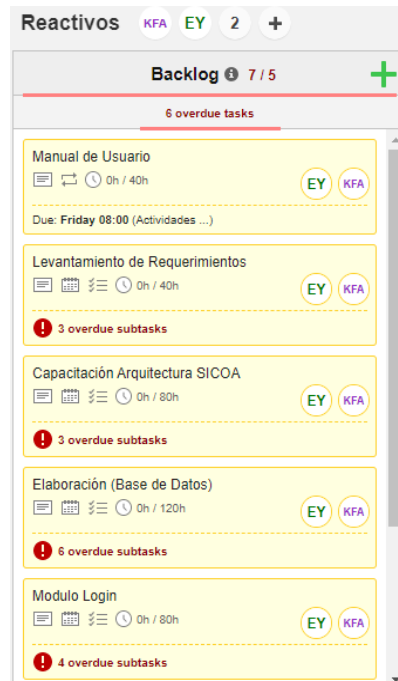 Reactivos KFA EY 2 +
Backlog 7 / 5
6 overdue tasks
Manual de Usuario
0h / 40h
EY KFA
Due: Friday 08:00 (Actividades ...)
Levantamiento de Requerimientos
0h / 40h
EY KFA
3 overdue subtasks
Capacitación Arquitectura SICOA
0h / 80h
EY KFA
3 overdue subtasks
Elaboración (Base de Datos)
0h / 120h
EY KFA
6 overdue subtasks
Modulo Login
0h / 80h
EY KFA
4 overdue subtasks